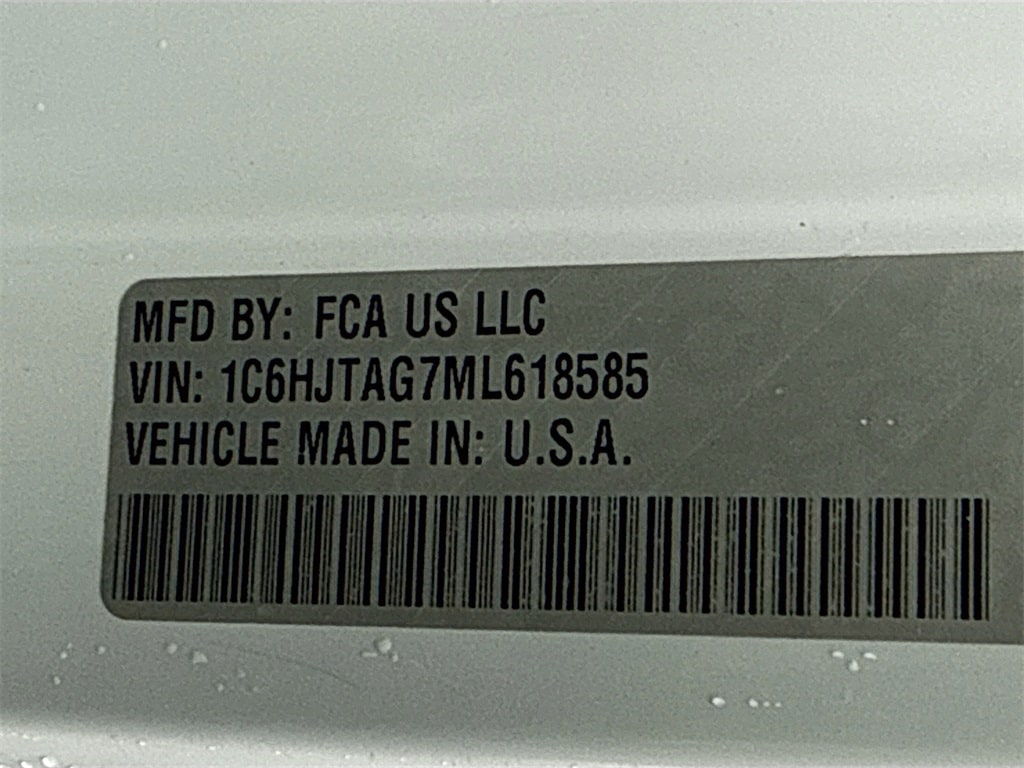 MFD BY: FCA US LLC
VIN: 1C6HJTAG7ML618585
VEHICLE MADE IN: U.S.A.